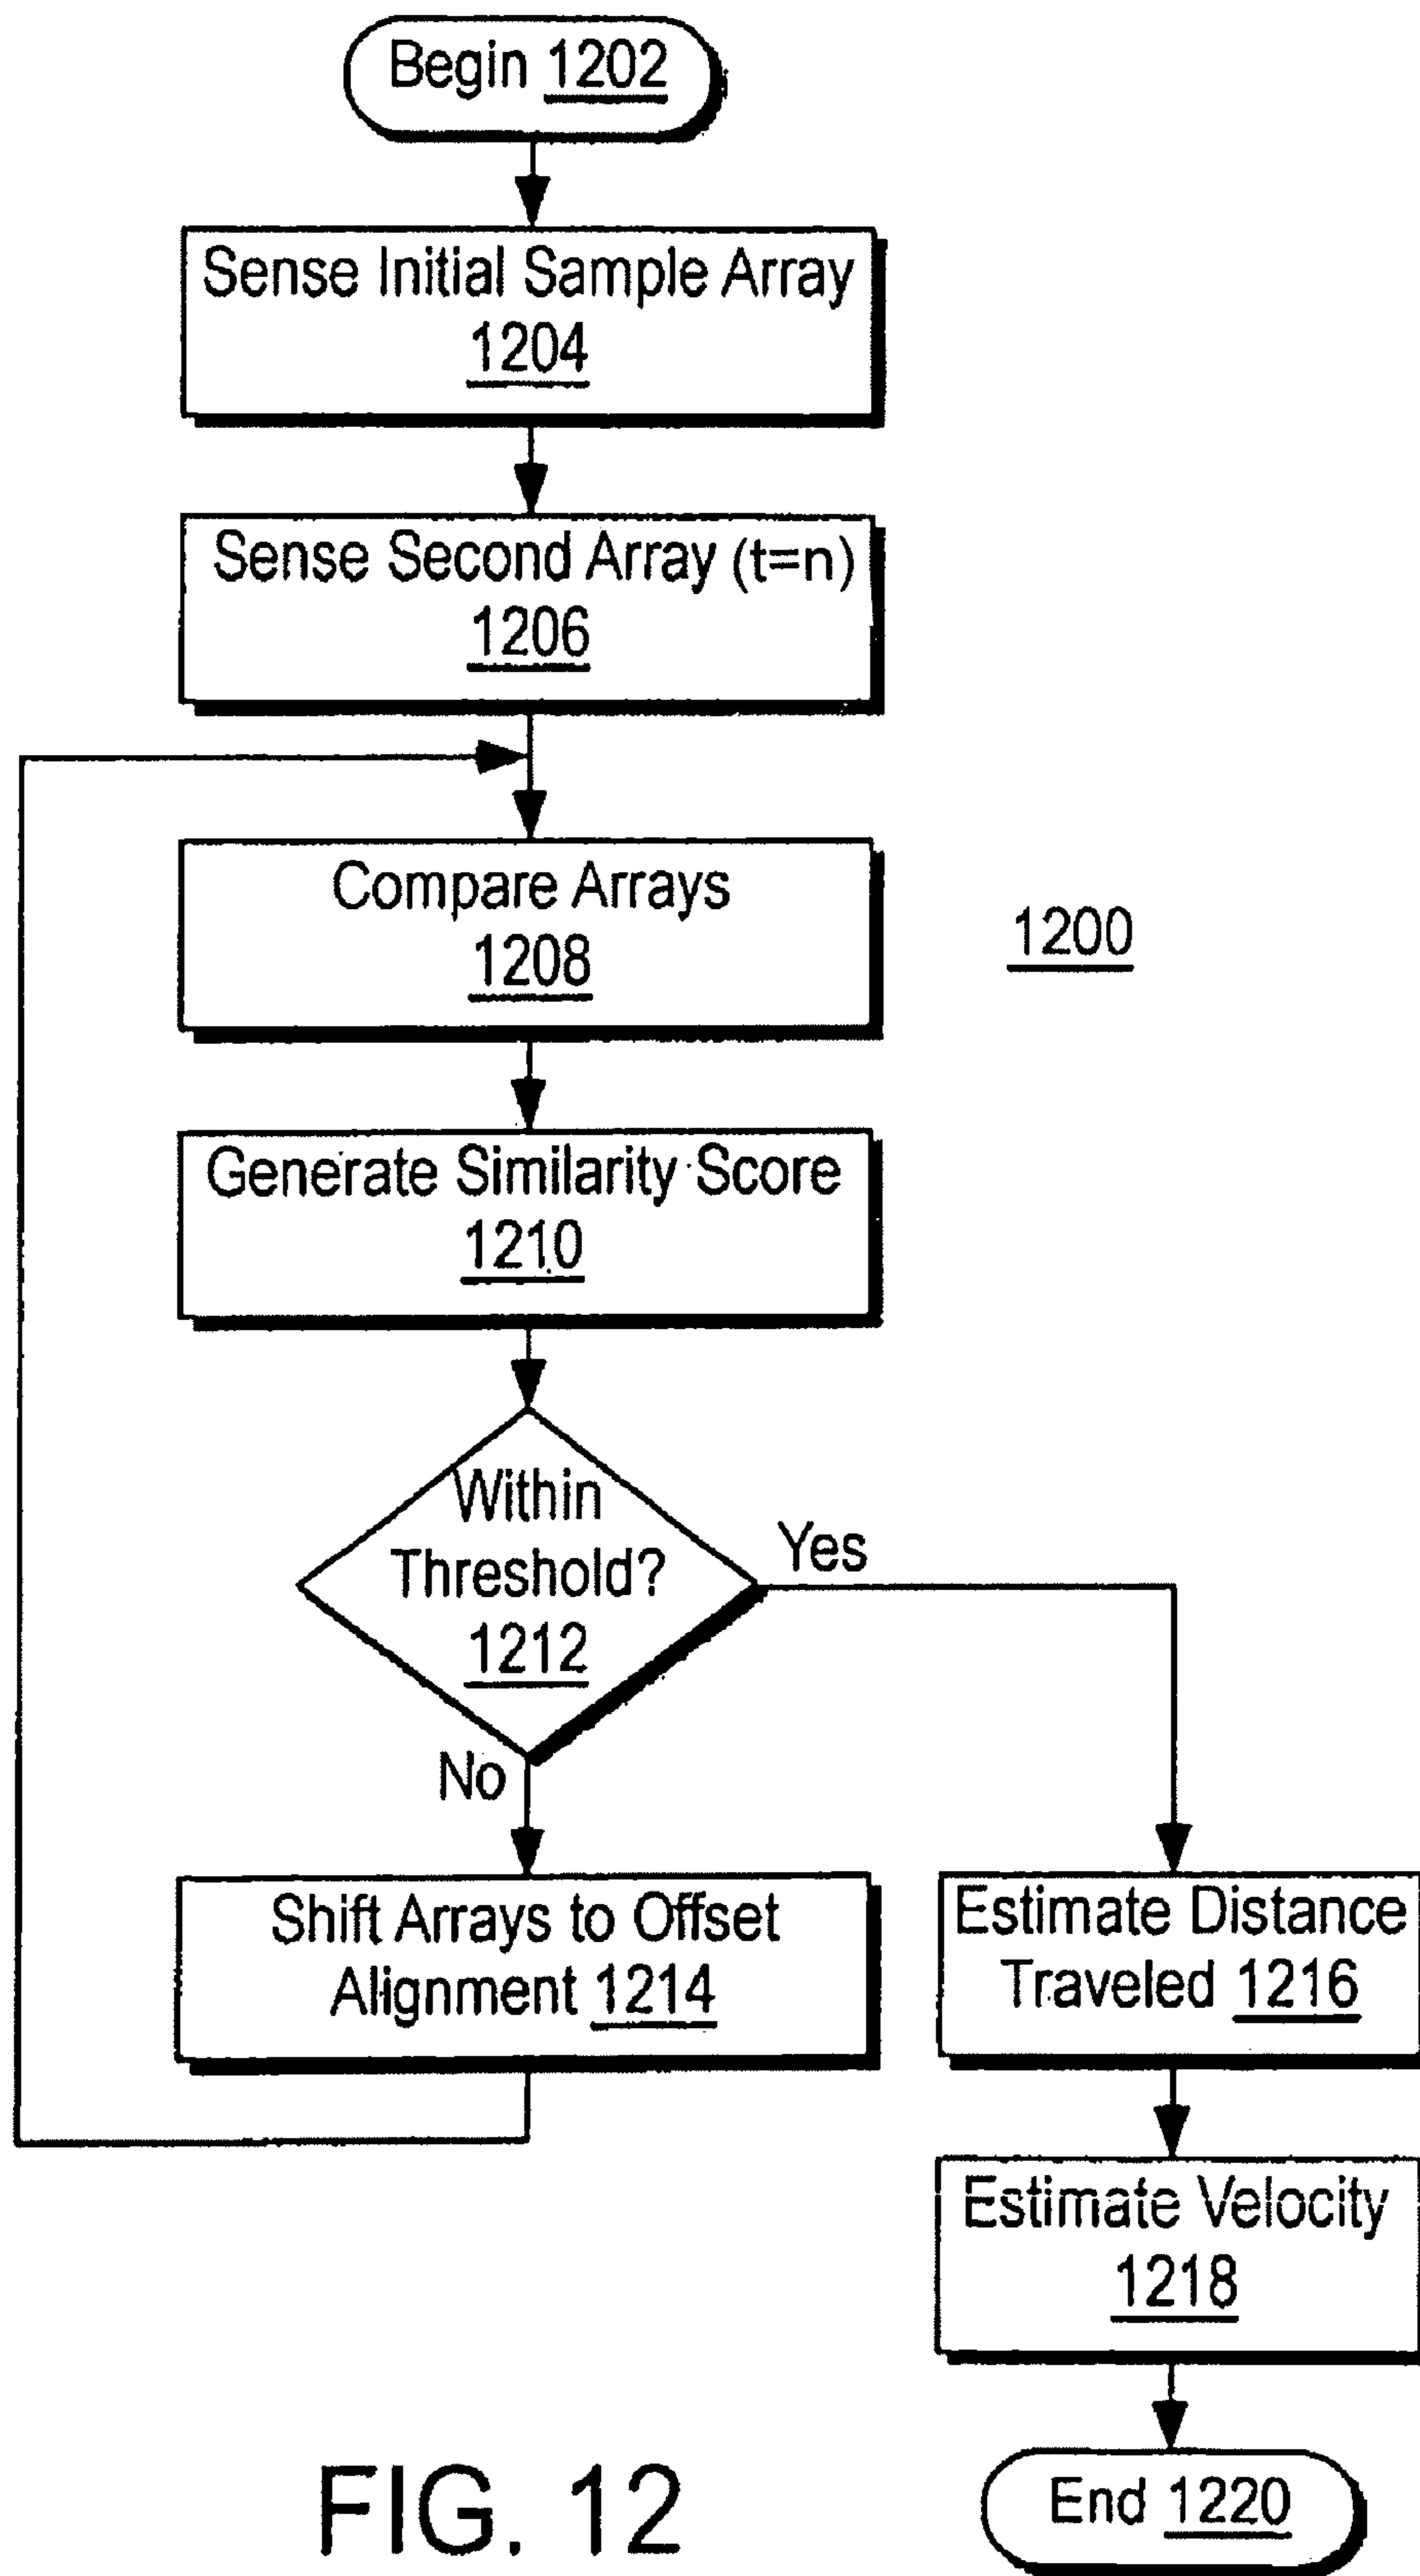 Begin 1202
Sense Initial Sample Array
1204
Sense Second Array (t=n)
1206
Compare Arrays
1208
1200
Generate Similarity Score
1210
Within
Threshold?
1212
Yes
No
Shift Arrays to Offset
Alignment 1214
Estimate Distance
Traveled 1216
Estimate Velocity
1218
End 1220
FIG. 12